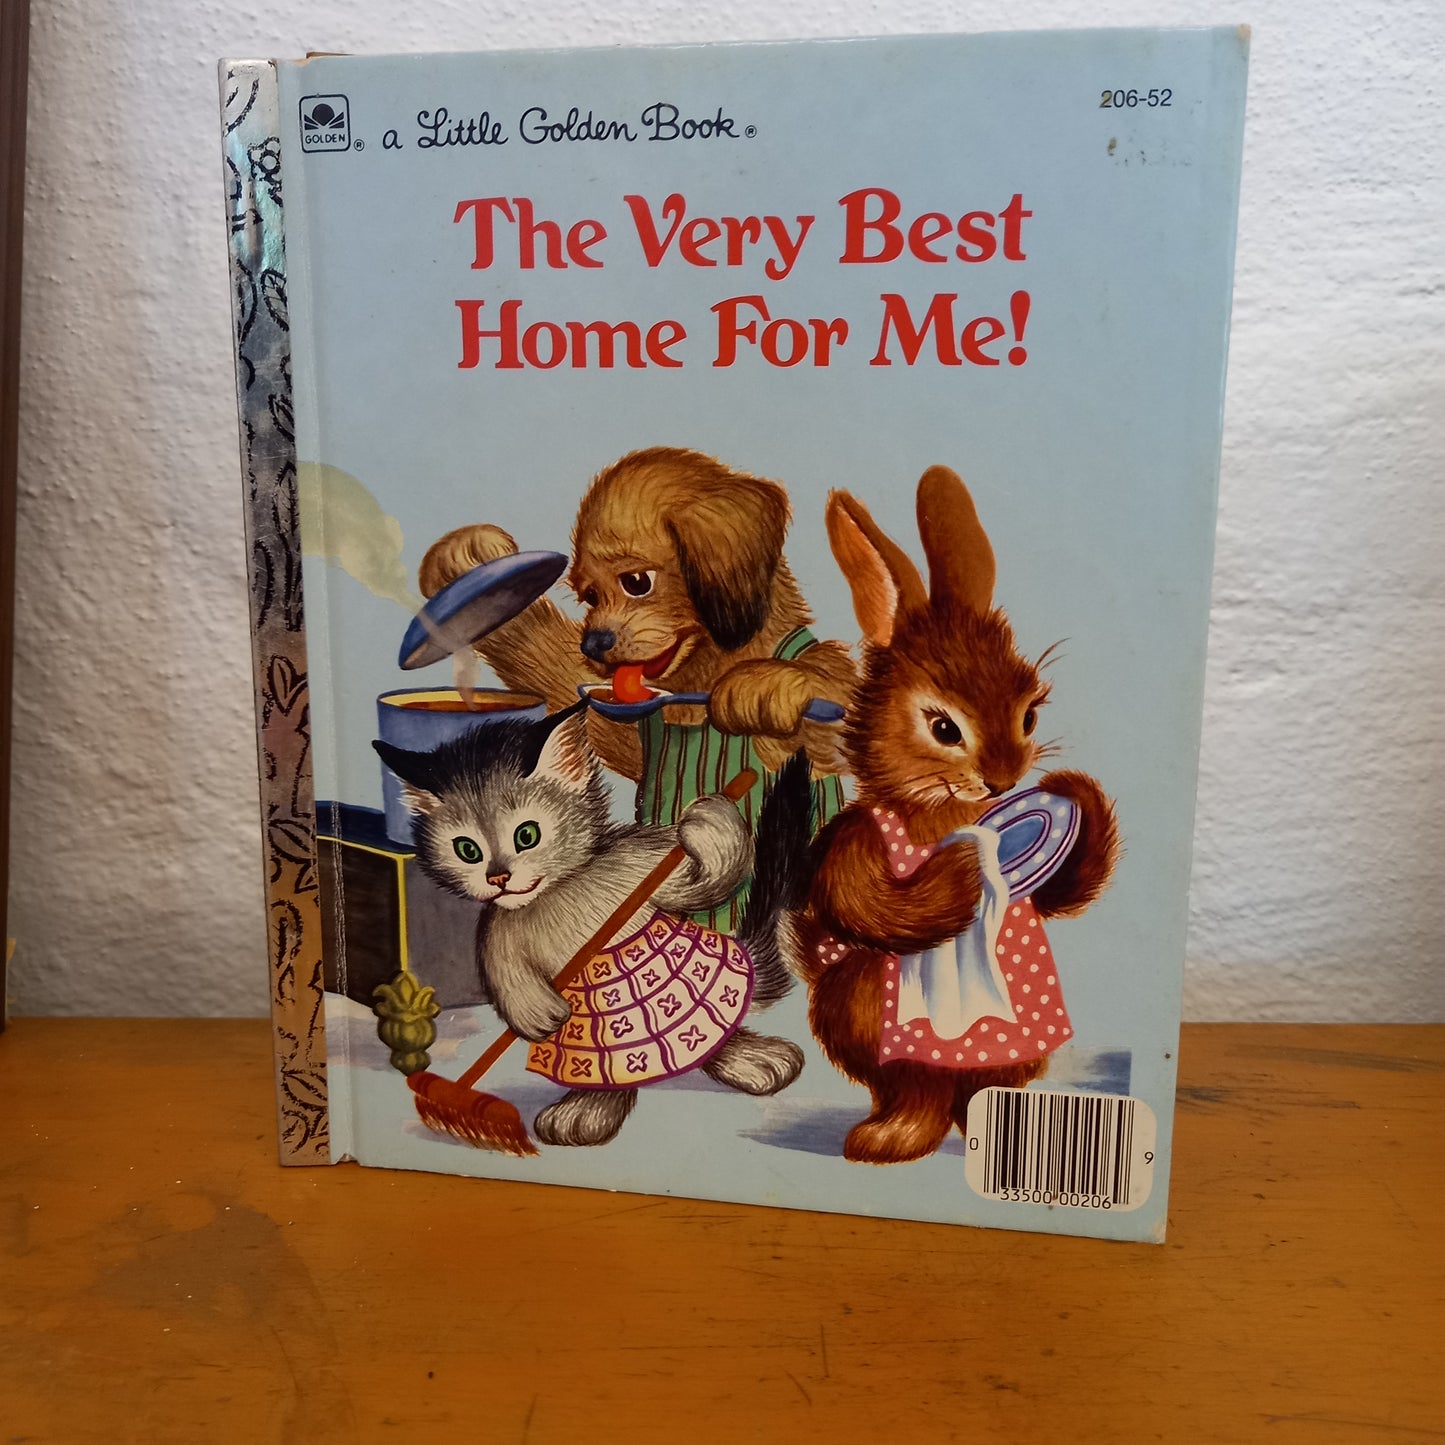 GOLDEN ® a Little Golden Book ®
206-52
The Very Best
Home For Me!
0 33500 00206 9